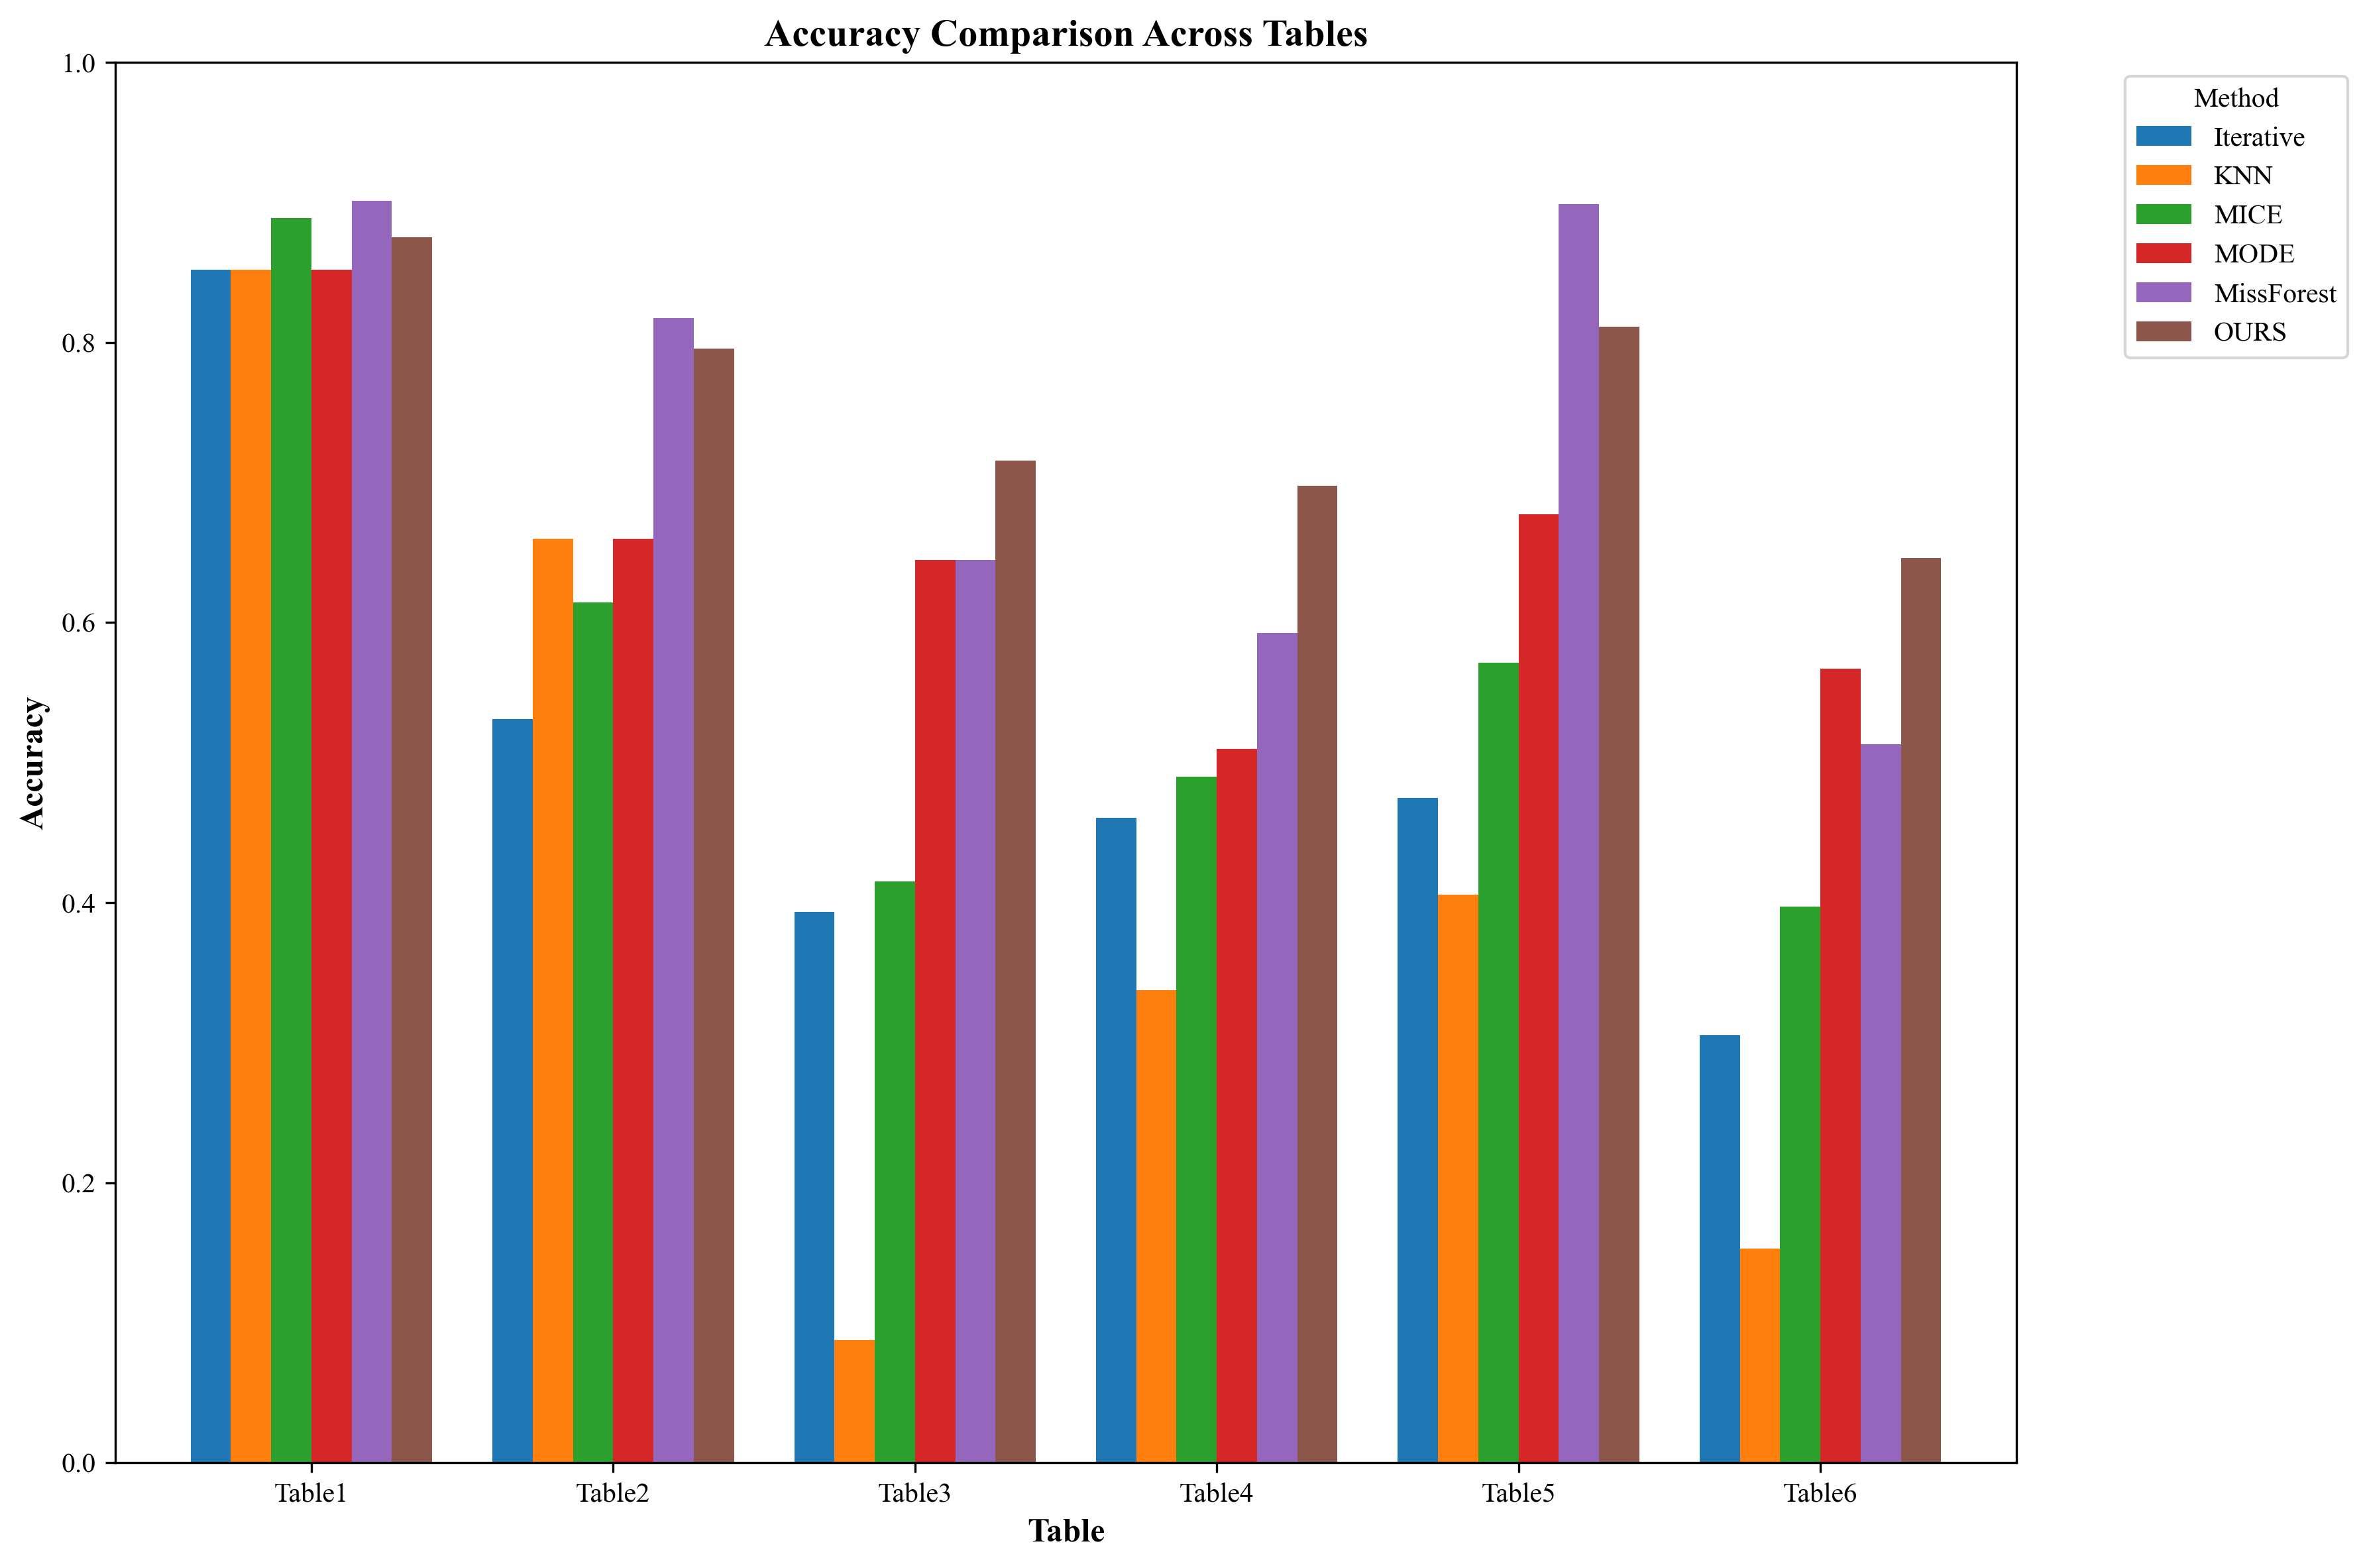 Accuracy Comparison Across Tables
1.0
0.8
0.6
0.4
0.2
0.0
Accuracy
Table1
Table2
Table3
Table4
Table5
Table6
Table
Method
Iterative
KNN
MICE
MODE
MissForest
OURS